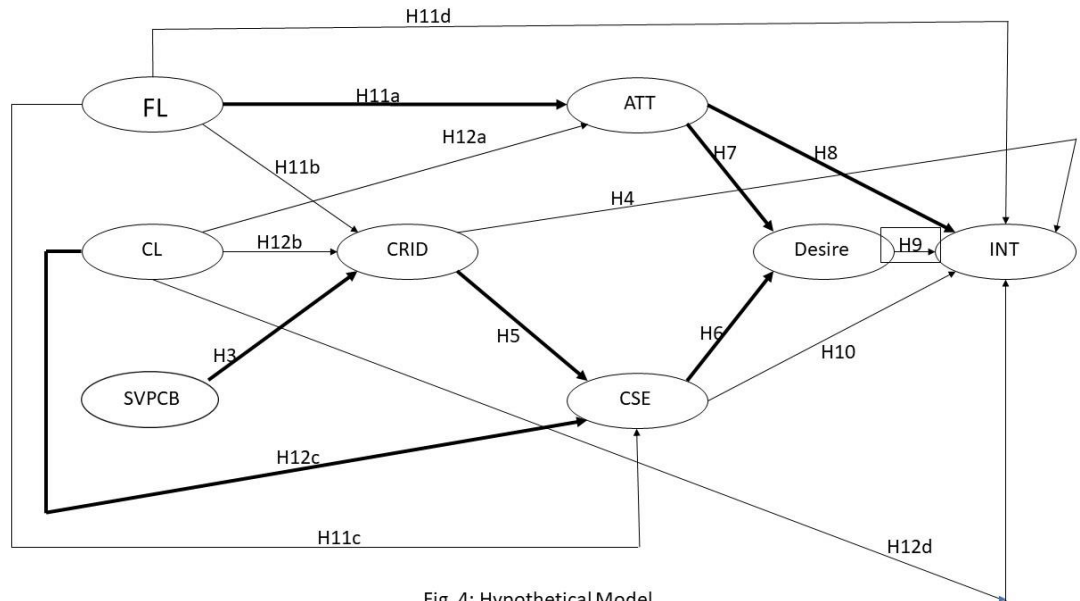 H11d
FL
H11a
ATT
H12a
H7
H8
H11b
H4
CL
H12b
CRID
Desire
H9
INT
H3
H5
H6
H10
SVPCB
CSE
H12c
H11c
H12d
Fig. 4: Hypothetical Model